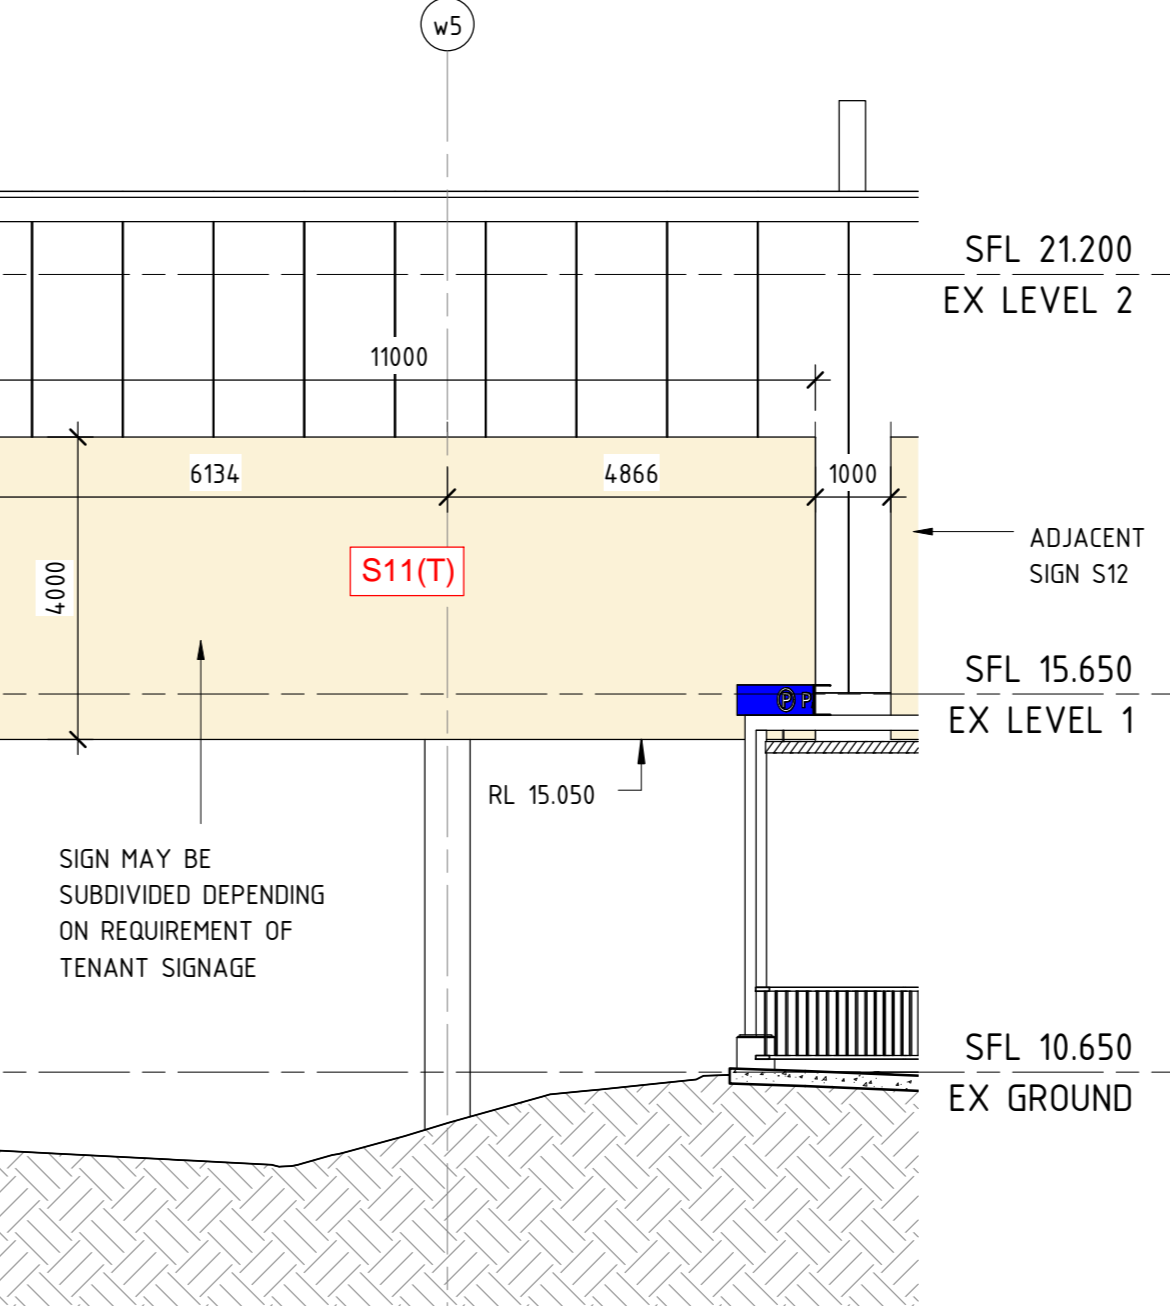 w5
SFL 21.200
EX LEVEL 2
11000
6134
4866
1000
4000
S11(T)
ADJACENT
SIGN S12
SFL 15.650
EX LEVEL 1
P P
RL 15.050
SIGN MAY BE
SUBDIVIDED DEPENDING
ON REQUIREMENT OF
TENANT SIGNAGE
SFL 10.650
EX GROUND